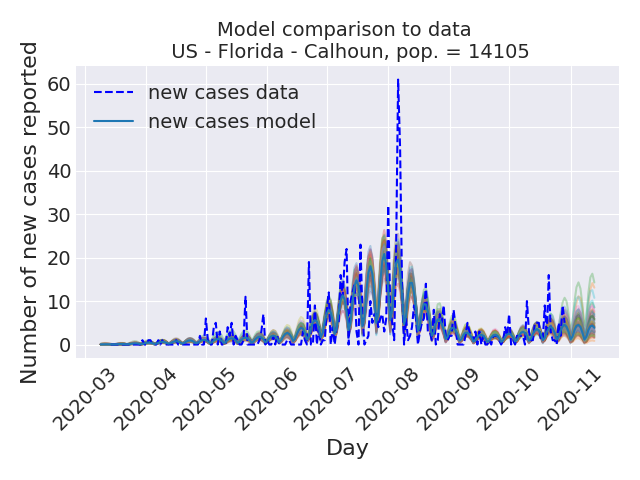 Model comparison to data
US - Florida - Calhoun, pop. = 14105
Number of new cases reported
60
50
40
30
20
10
0
new cases data
new cases model
2020-03
2020-04
2020-05
2020-06
2020-07
2020-08
2020-09
2020-10
2020-11
Day